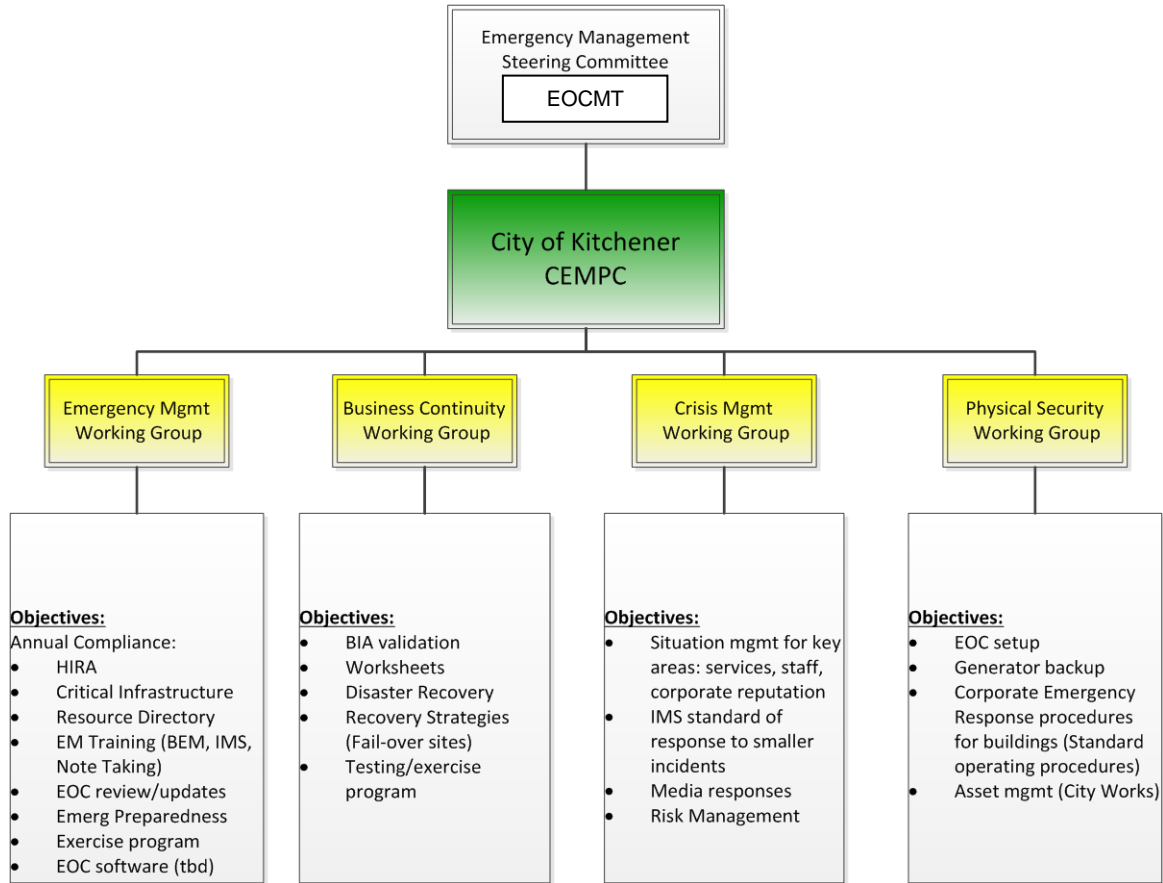 Emergency Management
Steering Committee
EOCMT
City of Kitchener
CEMPC
Emergency Mgmt
Working Group
Business Continuity
Working Group
Crisis Mgmt
Working Group
Physical Security
Working Group
Objectives:
Annual Compliance:
• HIRA
• Critical Infrastructure
• Resource Directory
• EM Training (BEM, IMS,
Note Taking)
• EOC review/updates
• Emerg Preparedness
• Exercise program
• EOC software (tbd)
Objectives:
• BIA validation
• Worksheets
• Disaster Recovery
• Recovery Strategies
(Fail-over sites)
• Testing/exercise
program
Objectives:
• Situation mgmt for key
areas: services, staff,
corporate reputation
• IMS standard of
response to smaller
incidents
• Media responses
• Risk Management
Objectives:
• EOC setup
• Generator backup
• Corporate Emergency
Response procedures
for buildings (Standard
operating procedures)
• Asset mgmt (City Works)